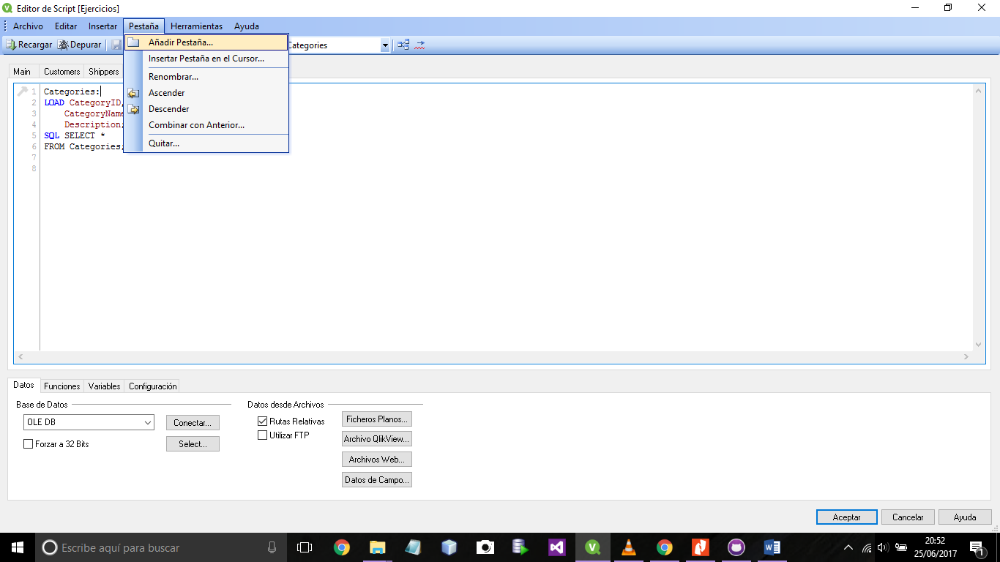 Editor de Script [Ejercicios]
Archivo Editar Insertar Pestaña Herramientas Ayuda
Recargar Depurar Categories
Añadir Pestaña...
Insertar Pestaña en el Cursor...
Renombrar...
Ascender
Descender
Combinar con Anterior...
Quitar...
Main Customers Shippers
1 Categories:
2 LOAD CategoryID,
3 CategoryName
4 Description;
5 SQL SELECT *
6 FROM Categories;
7
8
Datos Funciones Variables Configuración
Base de Datos
OLE DB
Conectar...
Forzar a 32 Bits
Select...
Datos desde Archivos
Rutas Relativas
Utilizar FTP
Ficheros Planos...
Archivo QlikView...
Archivos Web...
Datos de Campo...
Aceptar Cancelar Ayuda
Escribe aquí para buscar
20:52
25/06/2017
1